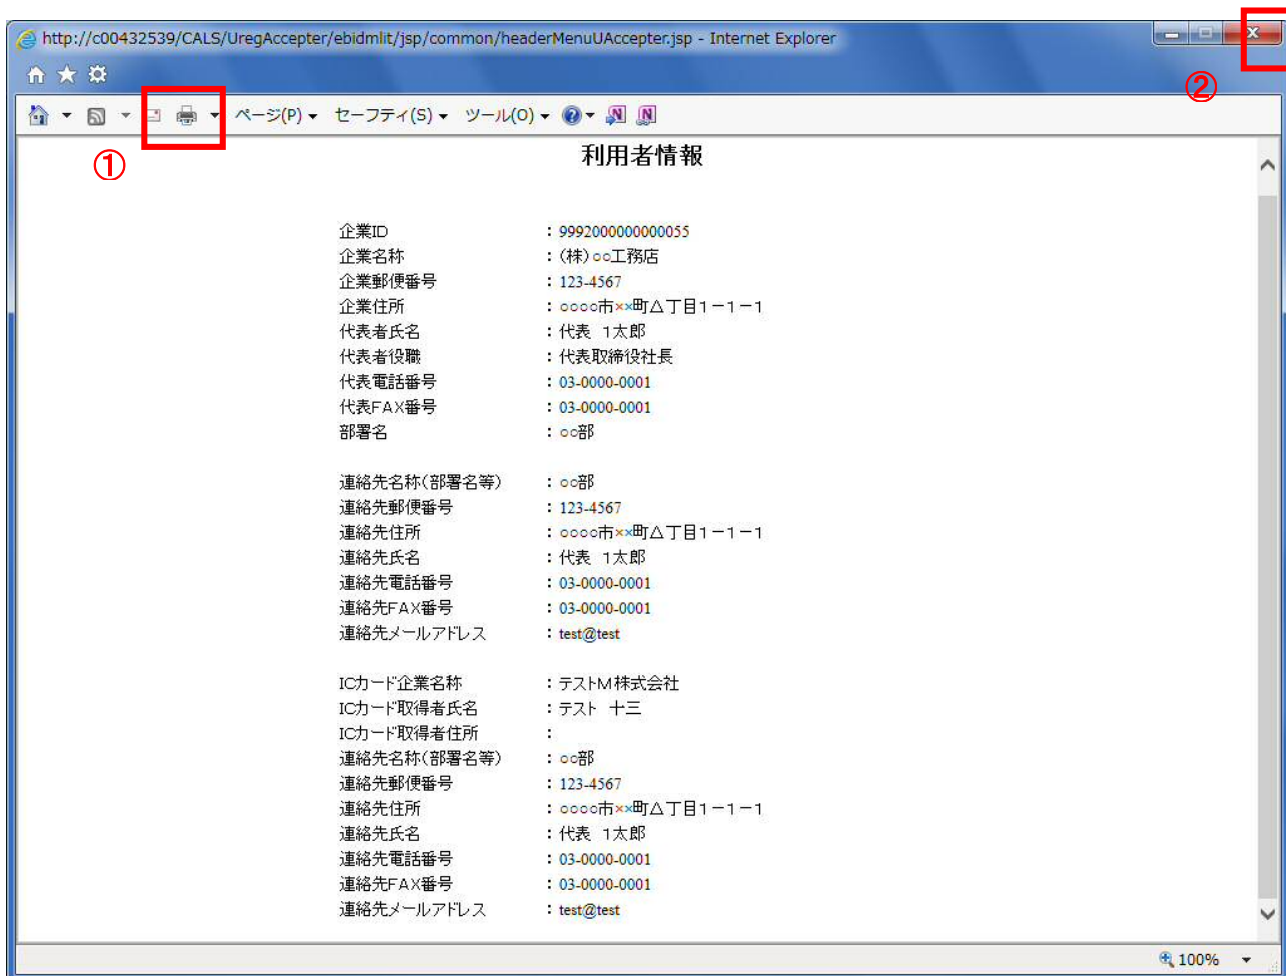 http://c00432539/CALS/UregAccepter/ebidmlit/jsp/common/headerMenuUAccepter.jsp - Internet Explorer
②
ページ(P) セーフティ(S) ツール(O)
①
利用者情報
企業ID : 9992000000000055
企業名称 : (株)○○工務店
企業郵便番号 : 123-4567
企業住所 : ○○○○市××町△丁目1-1-1
代表者氏名 : 代表 1太郎
代表者役職 : 代表取締役社長
代表電話番号 : 03-0000-0001
代表FAX番号 : 03-0000-0001
部署名 : ○○部
連絡先名称(部署名等) : ○○部
連絡先郵便番号 : 123-4567
連絡先住所 : ○○○○市××町△丁目1-1-1
連絡先氏名 : 代表 1太郎
連絡先電話番号 : 03-0000-0001
連絡先FAX番号 : 03-0000-0001
連絡先メールアドレス : test@test
ICカード企業名称 : テストM株式会社
ICカード取得者氏名 : テスト 十三
ICカード取得者住所 :
連絡先名称(部署名等) : ○○部
連絡先郵便番号 : 123-4567
連絡先住所 : ○○○○市××町△丁目1-1-1
連絡先氏名 : 代表 1太郎
連絡先電話番号 : 03-0000-0001
連絡先FAX番号 : 03-0000-0001
連絡先メールアドレス : test@test
100%